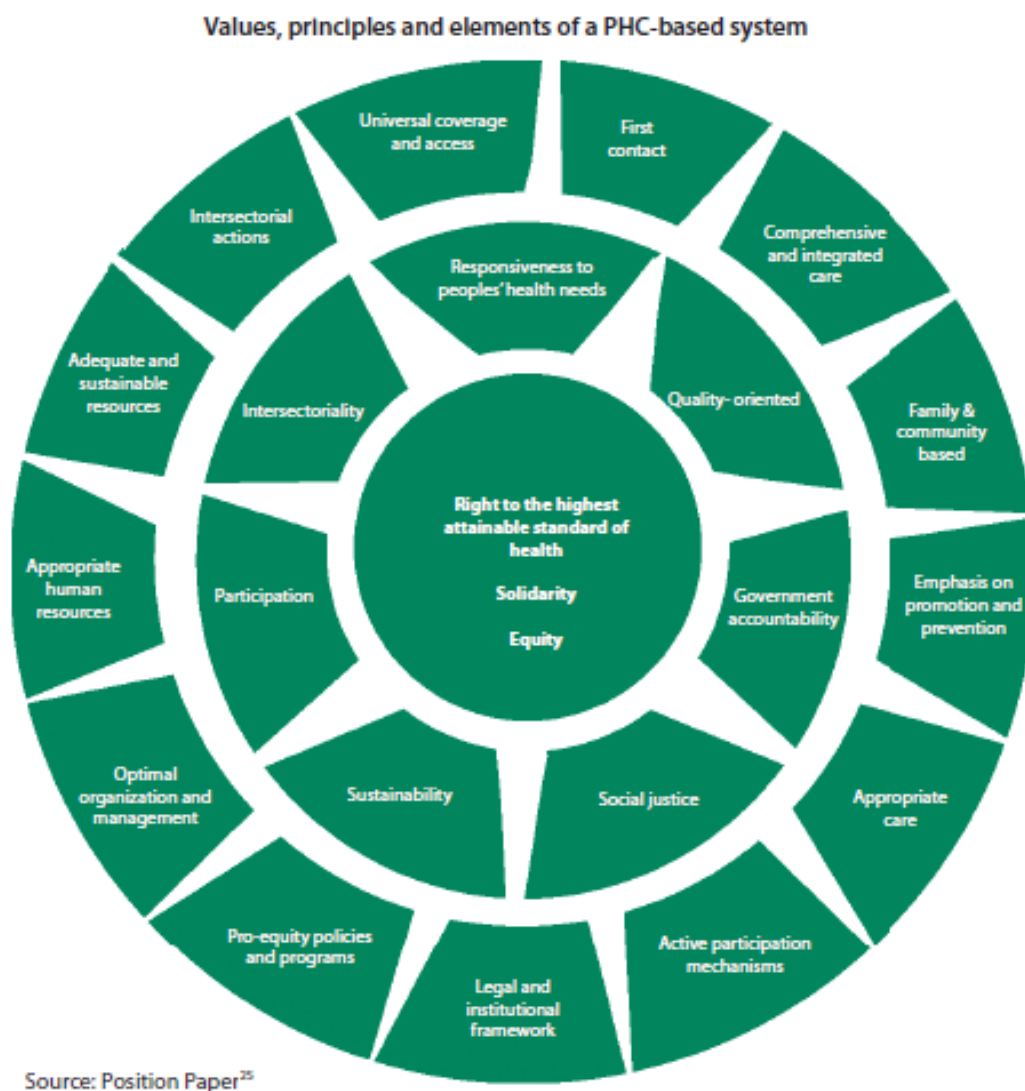 Values, principles and elements of a PHC-based system
Universal coverage
and access
First
contact
Comprehensive
and integrated
care
Family &
community
based
Emphasis on
promotion and
prevention
Appropriate
care
Active participation
mechanisms
Legal and
institutional
framework
Pro-equity policies
and programs
Optimal
organization and
management
Appropriate
human
resources
Adequate and
sustainable
resources
Intersectorial
actions
Responsiveness to
peoples' health needs
Quality- oriented
Government
accountability
Social justice
Sustainability
Participation
Intersectoriality
Right to the highest
attainable standard of
health
Solidarity
Equity
Source: Position Paper²⁵